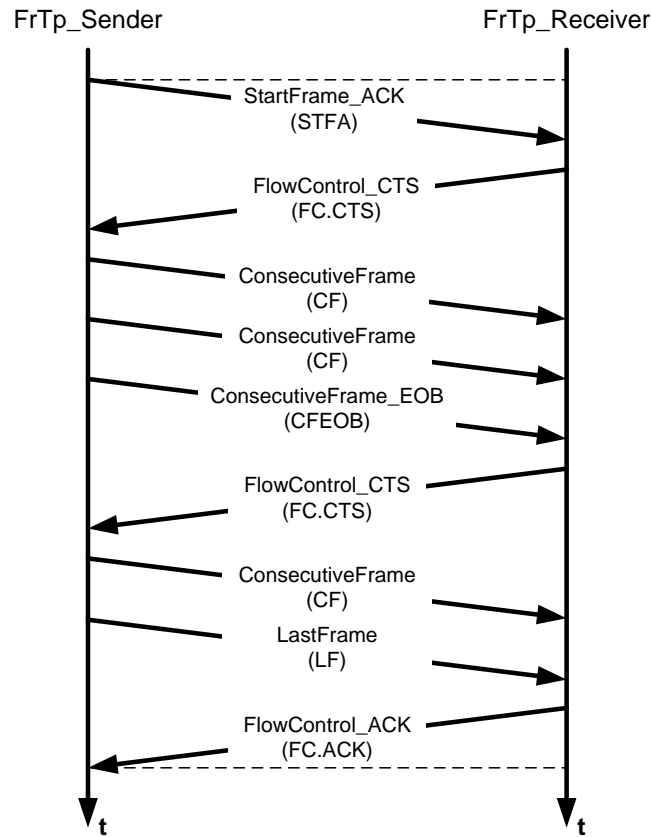 FrTp_Sender
FrTp_Receiver
StartFrame_ACK
(STFA)
FlowControl_CTS
(FC.CTS)
ConsecutiveFrame
(CF)
ConsecutiveFrame
(CF)
ConsecutiveFrame_EOB
(CFEOB)
FlowControl_CTS
(FC.CTS)
ConsecutiveFrame
(CF)
LastFrame
(LF)
FlowControl_ACK
(FC.ACK)
t
t